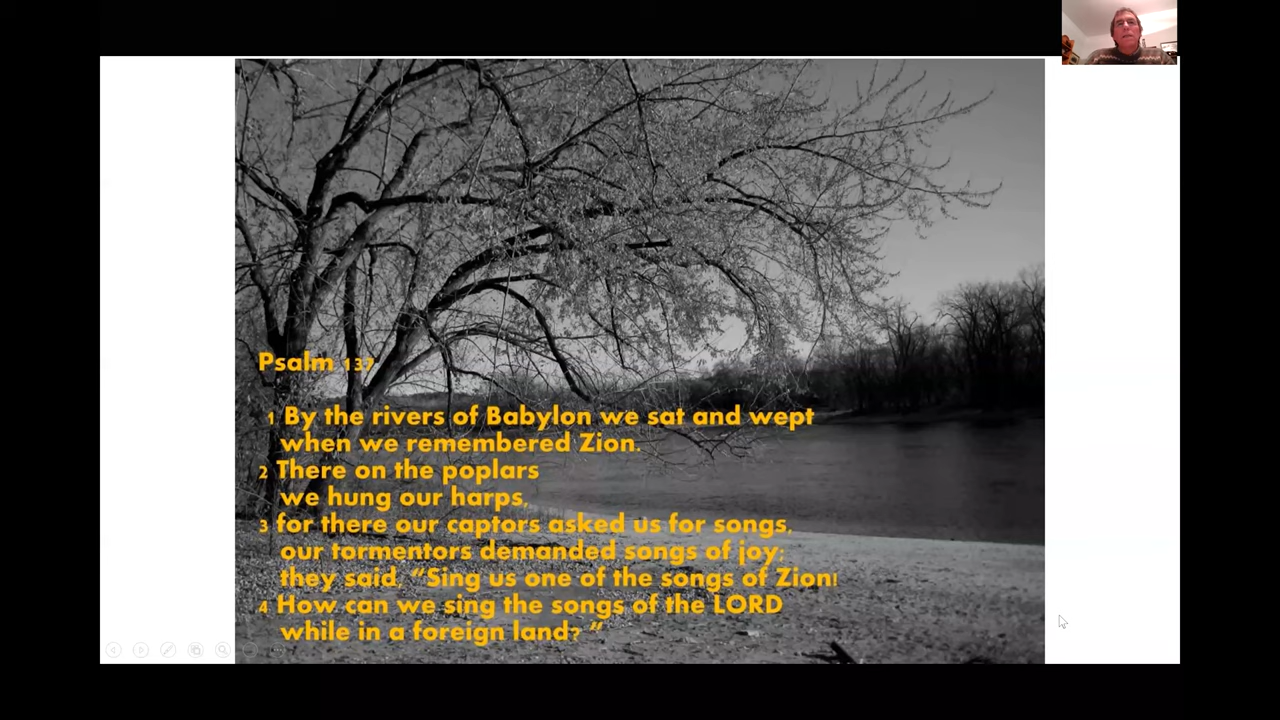 Psalm 137
1 By the rivers of Babylon we sat and wept
when we remembered Zion.
2 There on the poplars
we hung our harps,
3 for there our captors asked us for songs,
our tormentors demanded songs of joy;
they said, “Sing us one of the songs of Zion!
4 How can we sing the songs of the LORD
while in a foreign land? ”